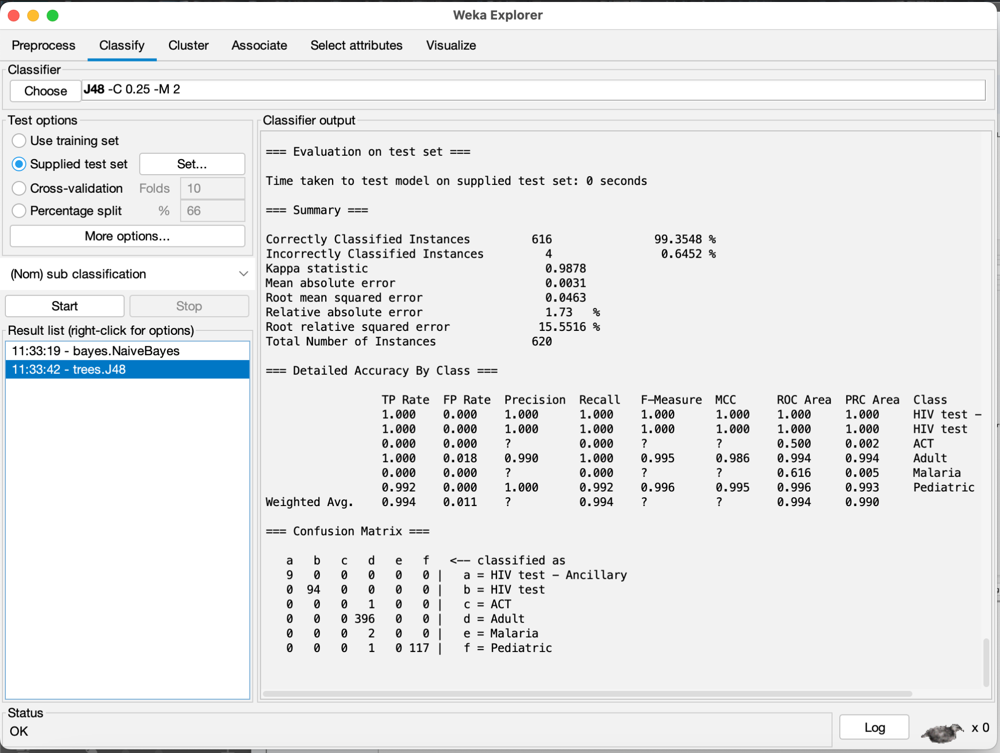 Weka Explorer
Preprocess Classify Cluster Associate Select attributes Visualize
Classifier
Choose J48 -C 0.25 -M 2
Test options
Use training set
Supplied test set Set...
Cross-validation Folds 10
Percentage split % 66
More options...
(Nom) sub classification
Start Stop
Result list (right-click for options)
11:33:19 - bayes.NaiveBayes
11:33:42 - trees.J48
Classifier output
=== Evaluation on test set ===
Time taken to test model on supplied test set: 0 seconds
=== Summary ===
Correctly Classified Instances 616 99.3548 %
Incorrectly Classified Instances 4 0.6452 %
Kappa statistic 0.9878
Mean absolute error 0.0031
Root mean squared error 0.0463
Relative absolute error 1.73 %
Root relative squared error 15.5516 %
Total Number of Instances 620
=== Detailed Accuracy By Class ===
TP Rate FP Rate Precision Recall F-Measure MCC ROC Area PRC Area Class
1.000 0.000 1.000 1.000 1.000 1.000 1.000 1.000 HIV test -
1.000 0.000 1.000 1.000 1.000 1.000 1.000 1.000 HIV test
0.000 0.000 ? 0.000 ? ? 0.500 0.002 ACT
1.000 0.018 0.990 1.000 0.995 0.986 0.994 0.994 Adult
0.000 0.000 ? 0.000 ? ? 0.616 0.005 Malaria
0.992 0.000 1.000 0.992 0.996 0.995 0.996 0.993 Pediatric
Weighted Avg. 0.994 0.011 ? 0.994 ? ? 0.994 0.990
=== Confusion Matrix ===
a b c d e f <-- classified as
9 0 0 0 0 0 | a = HIV test - Ancillary
0 94 0 0 0 0 | b = HIV test
0 0 0 1 0 0 | c = ACT
0 0 0 396 0 0 | d = Adult
0 0 0 2 0 0 | e = Malaria
0 0 0 1 0 117 | f = Pediatric
Status
OK
Log x 0